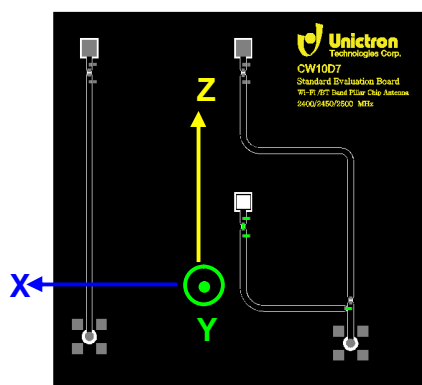 Unictron
Technologies Corp.
CW10D7
Standard Evaluation Board
Wi-Fi/BT Band Pillar Chip Antenna
2400/2450/2500 MHz
Z
X
Y